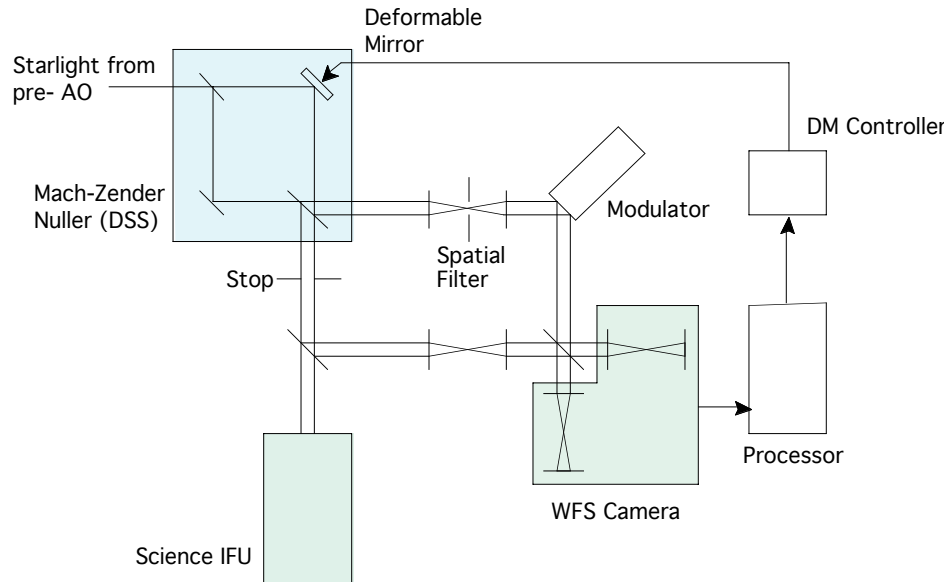 Deformable
Mirror
Starlight from
pre- AO
DM Controller
Mach-Zender
Nuller (DSS)
Modulator
Spatial
Filter
Stop
Processor
WFS Camera
Science IFU